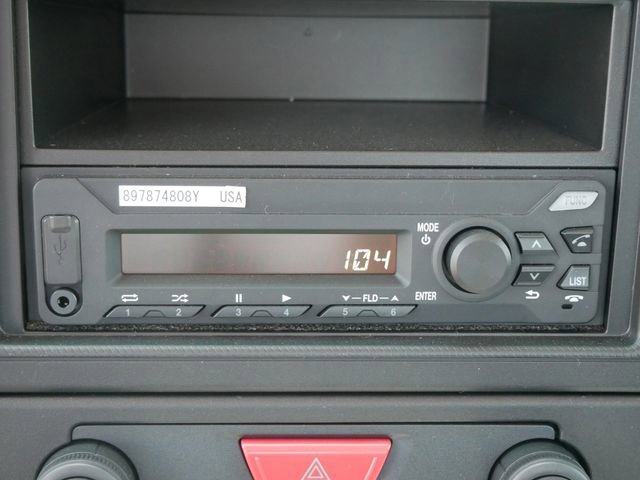 897874808Y USA
FUNC
MODE
104
LIST
FLD
ENTER
1 2 3 4 5 6